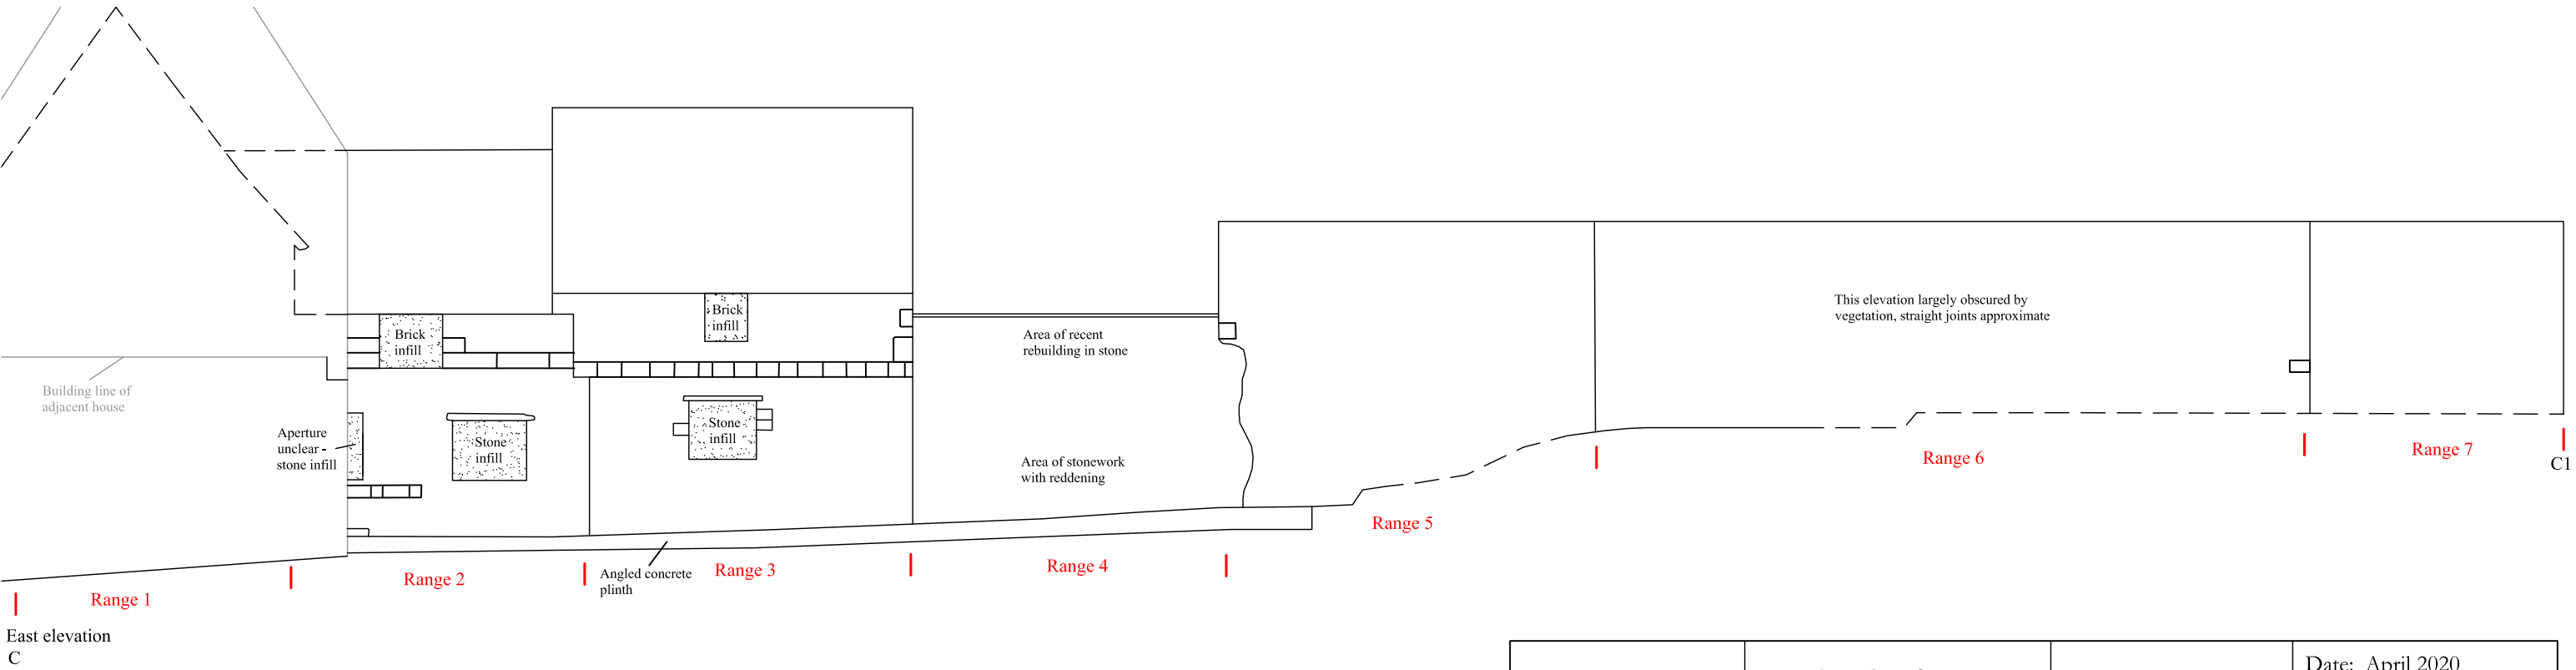 Brick
infill
Brick
infill
Building line of
adjacent house
Aperture
unclear -
stone infill
Stone
infill
Stone
infill
Area of recent
rebuilding in stone
Area of stonework
with reddening
This elevation largely obscured by
vegetation, straight joints approximate
Angled concrete
plinth
Range 1
Range 2
Range 3
Range 4
Range 5
Range 6
Range 7
C1
East elevation
C
Date: April 2020